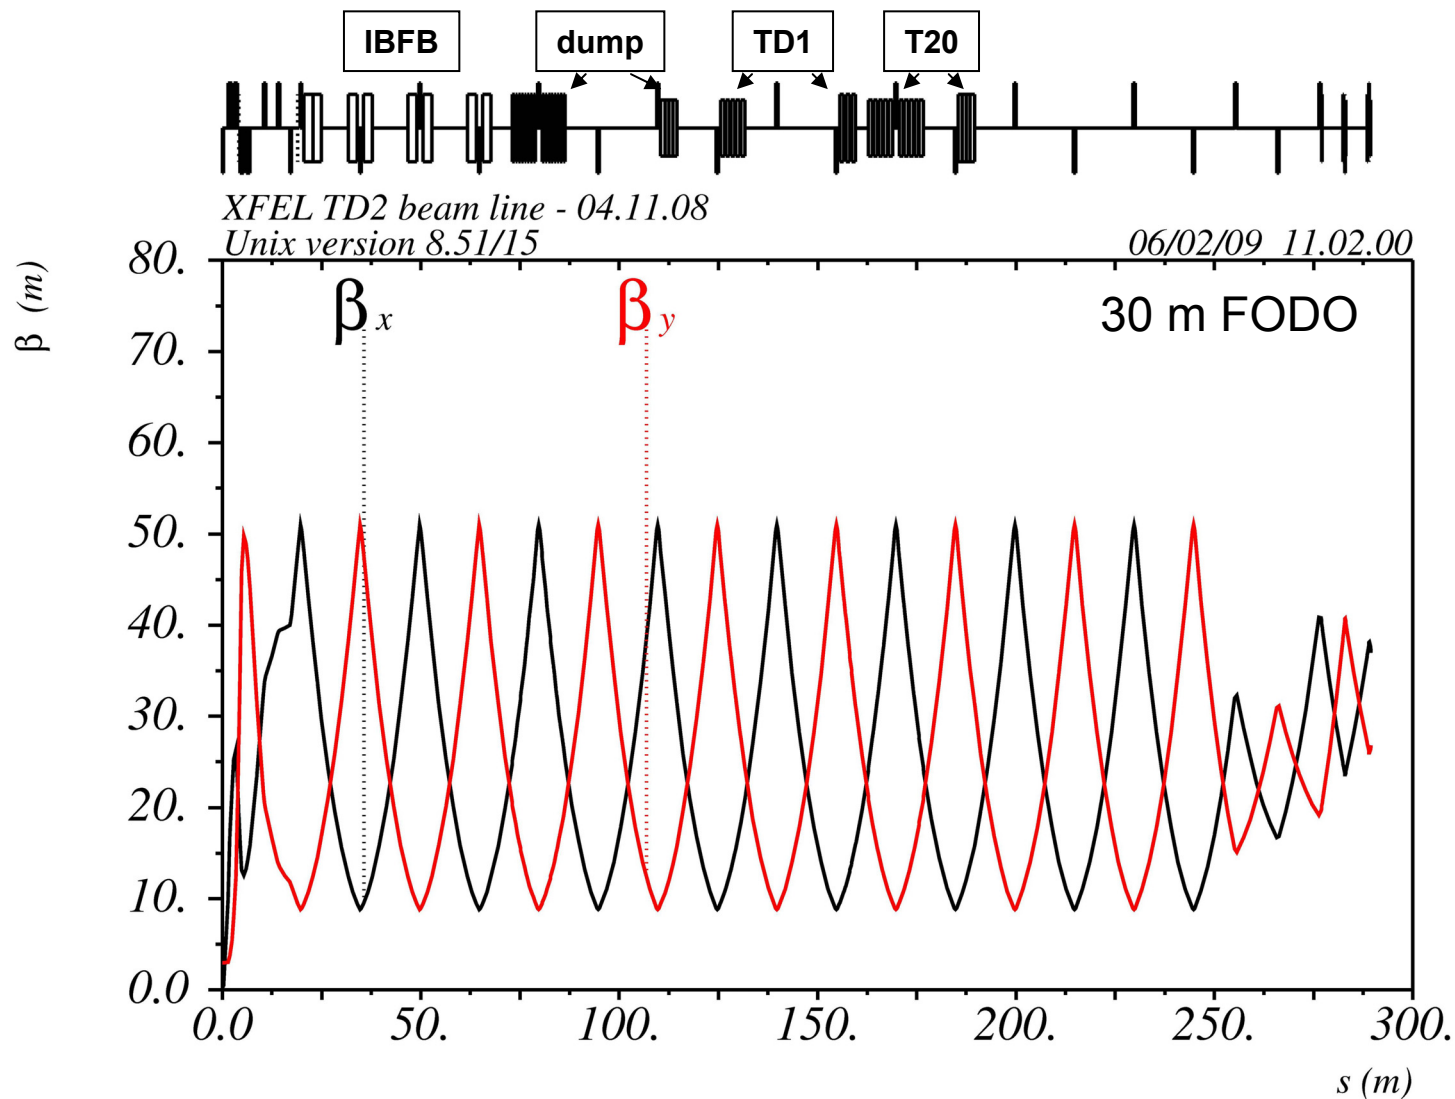 IBFB dump TD1 T20
XFEL TD2 beam line - 04.11.08
Unix version 8.51/15 06/02/09 11.02.00
80.
β (m)
βx βy 30 m FODO
70.
60.
50.
40.
30.
20.
10.
0.0
0.0 50. 100. 150. 200. 250. 300.
s (m)